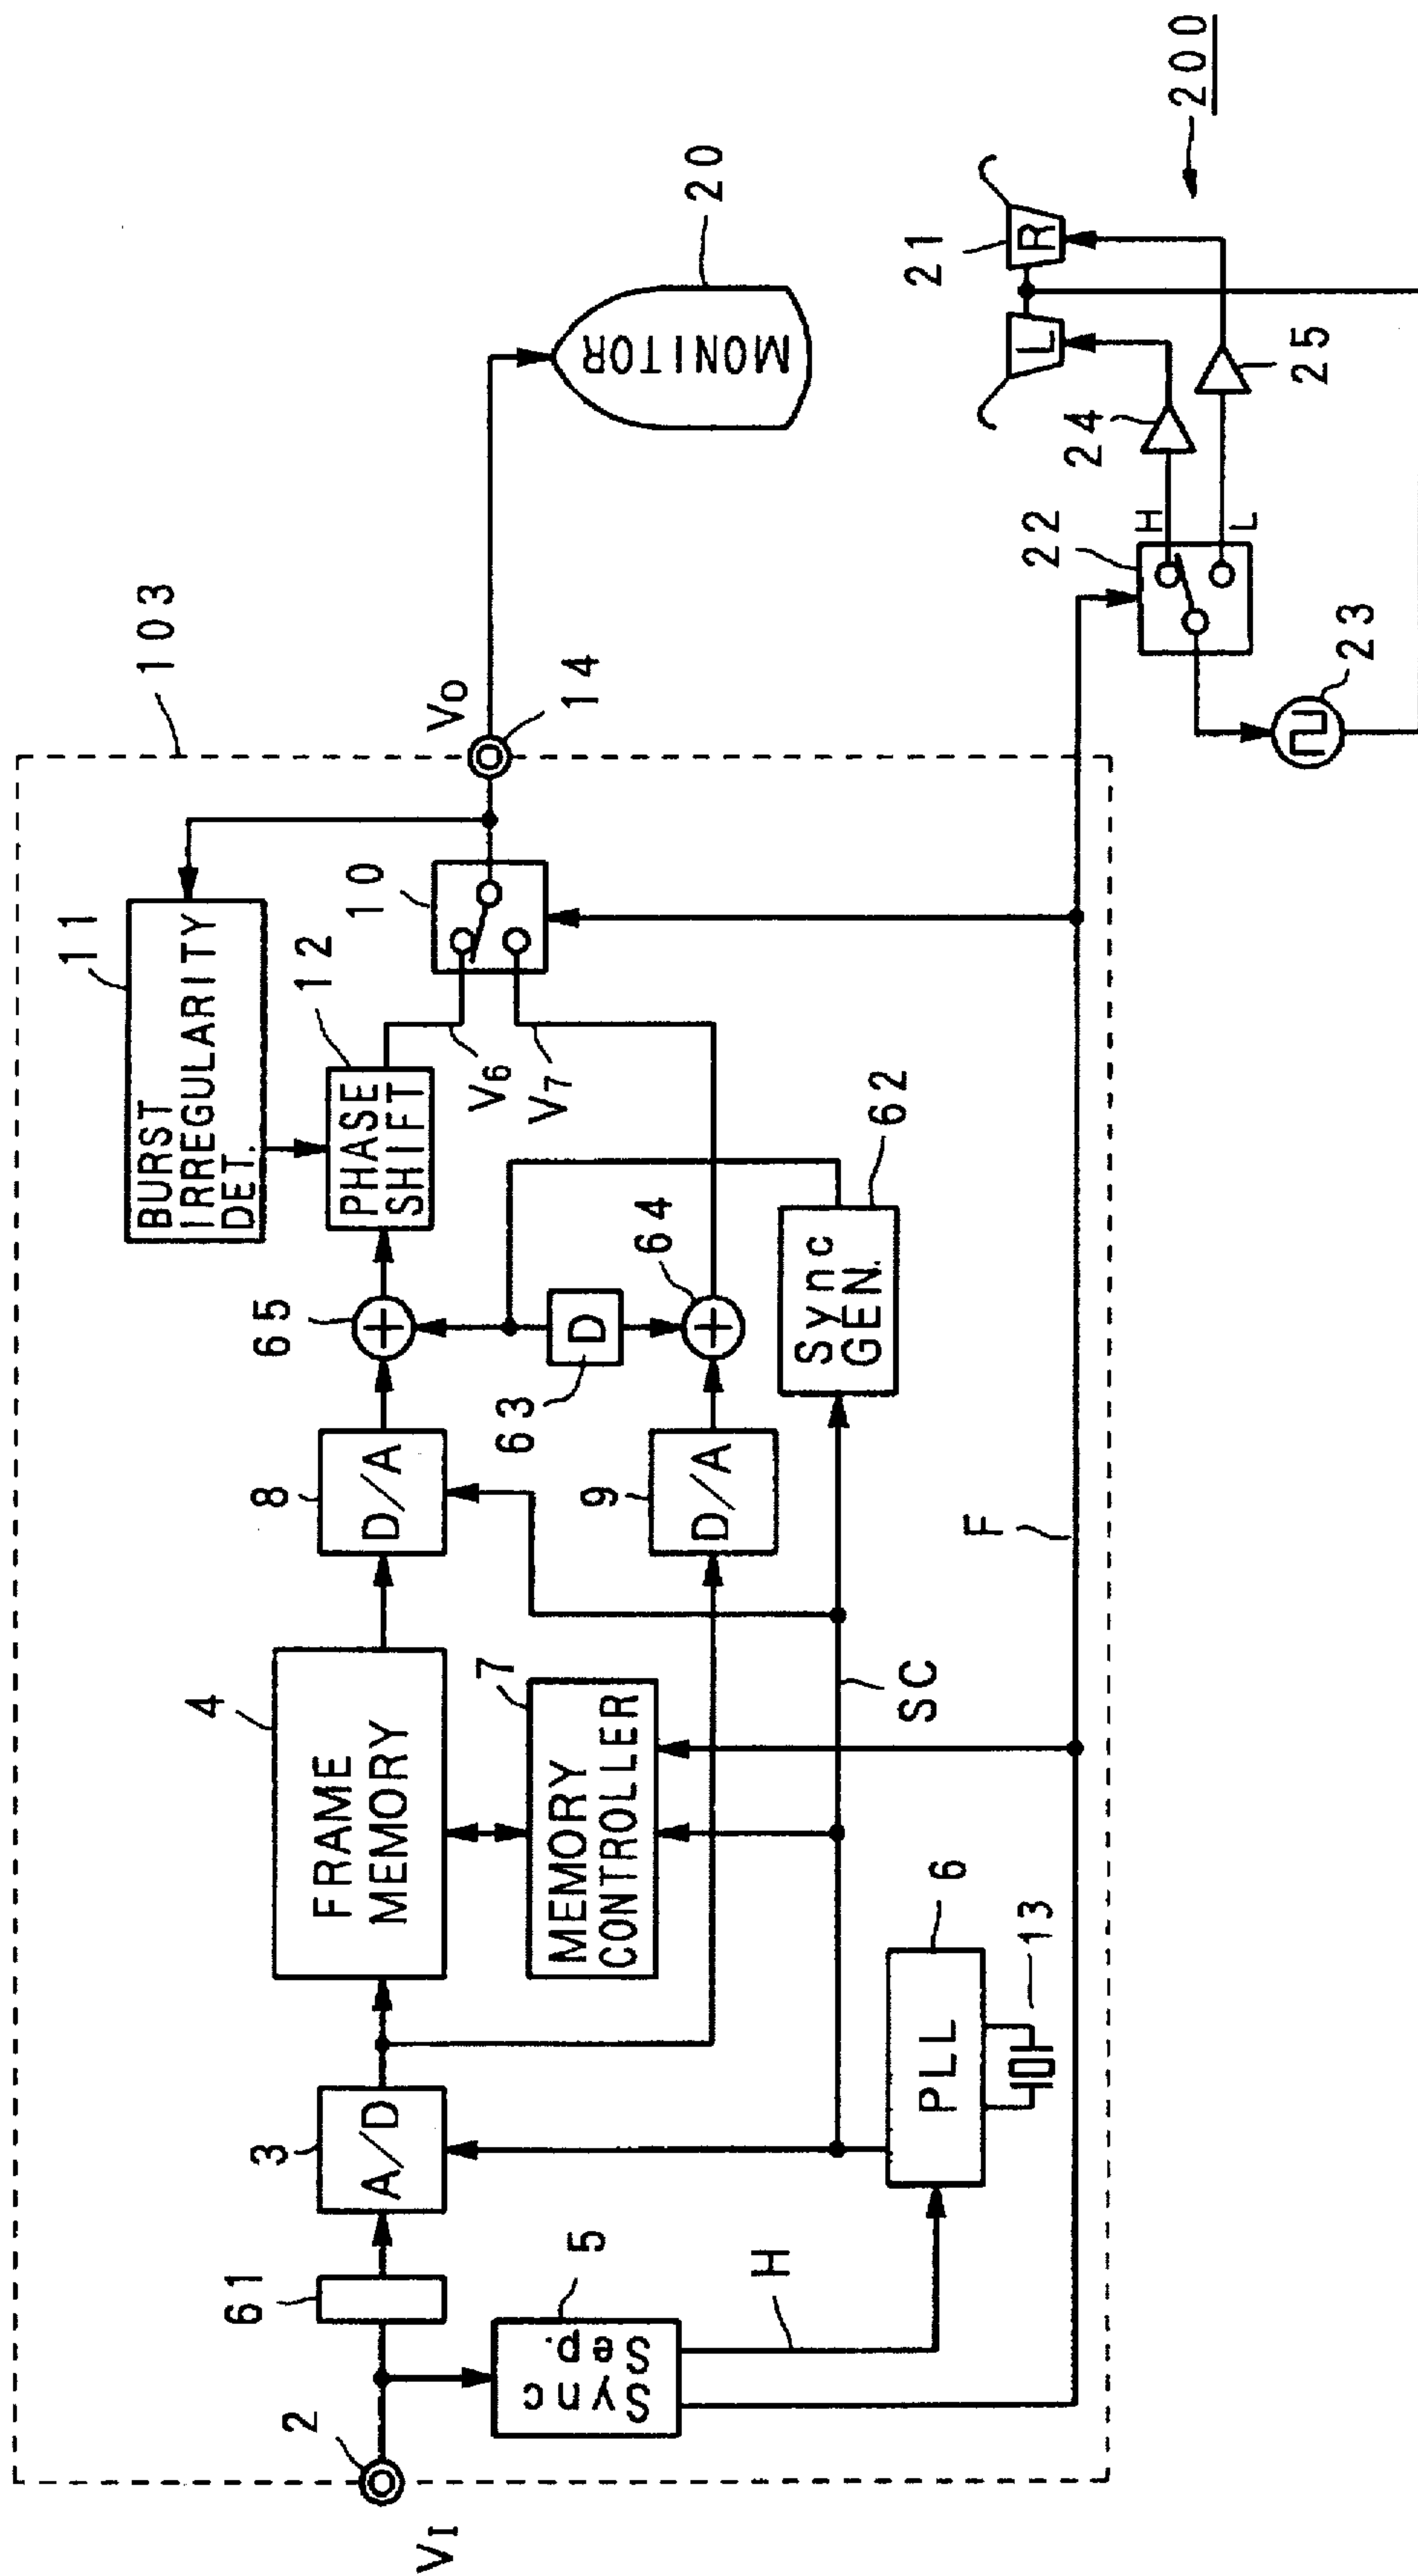 103
11
BURST
IRREGULARITY
DET.
12
PHASE
SHIFT
10
Vo
14
V6
V7
MONITOR
20
VI
2
61
3
A/D
4
FRAME
MEMORY
8
D/A
65
63
D
64
9
D/A
7
MEMORY
CONTROLLER
5
Sync
Sep.
H
6
PLL
13
SC
62
Sync
GEN.
F
21
L
R
22
H
L
23
24
25
200